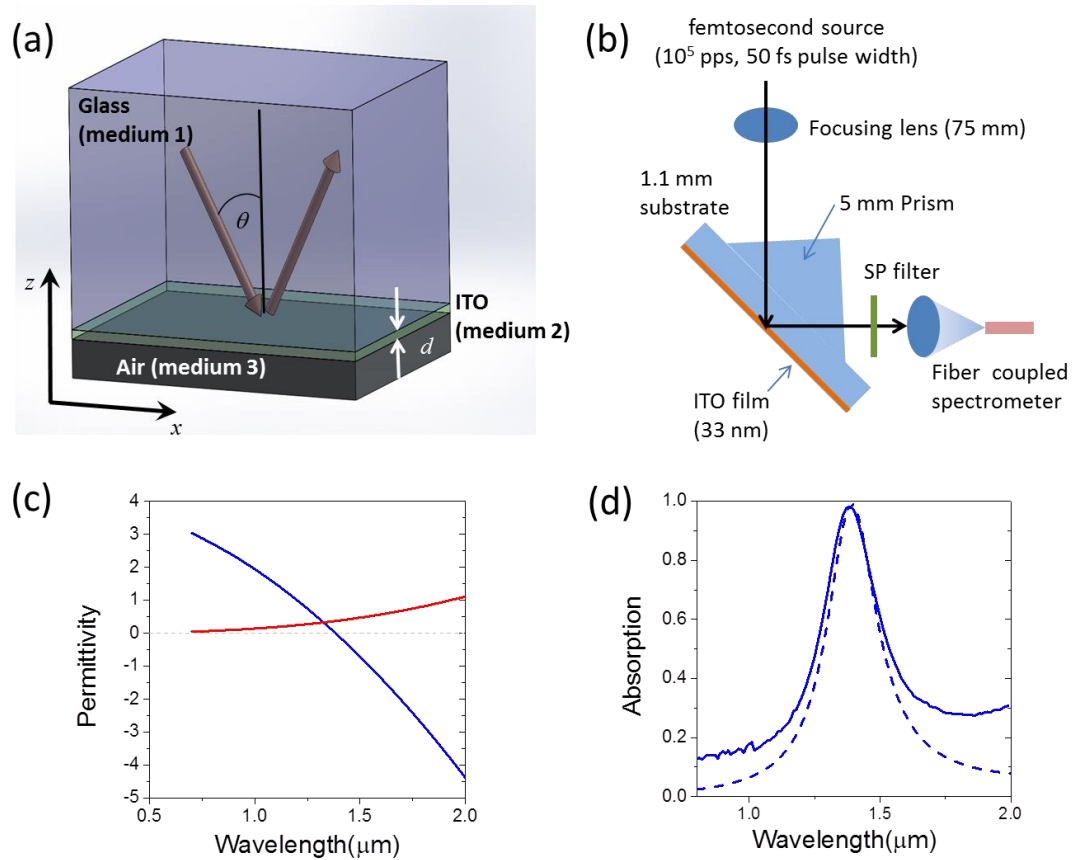 (a)
Glass
(medium 1)
θ
z
ITO
(medium 2)
d
Air (medium 3)
x
(b)
femtosecond source
(10⁵ pps, 50 fs pulse width)
Focusing lens (75 mm)
1.1 mm
substrate
5 mm Prism
SP filter
ITO film
(33 nm)
Fiber coupled
spectrometer
(c)
4
3
2
1
0
-1
-2
-3
-4
-5
Permittivity
0.5
1.0
1.5
2.0
Wavelength(μm)
(d)
1.0
0.8
0.6
0.4
0.2
0.0
Absorption
1.0
1.5
2.0
Wavelength(μm)